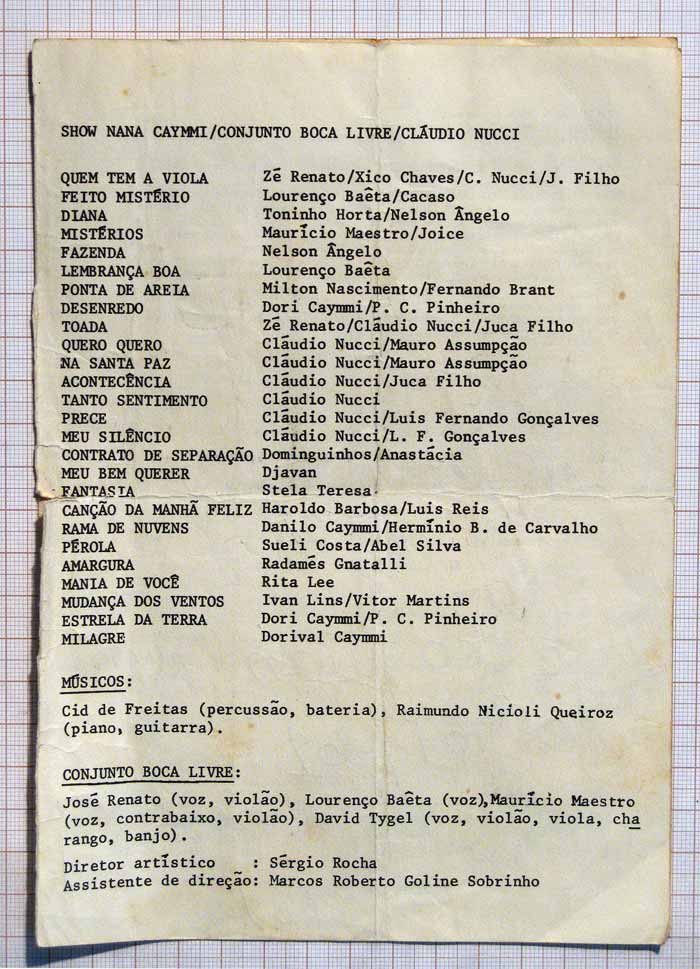 SHOW NANA CAYMMI/CONJUNTO BOCA LIVRE/CLÁUDIO NUCCI
QUEM TEM A VIOLA Zé Renato/Xico Chaves/C. Nucci/J. Filho
FEITO MISTÉRIO Lourenço Baêta/Cacaso
DIANA Toninho Horta/Nelson Ângelo
MISTÉRIOS Maurício Maestro/Joice
FAZENDA Nelson Ângelo
LEMBRANÇA BOA Lourenço Baêta
PONTA DE AREIA Milton Nascimento/Fernando Brant
DESENREDO Dori Caymmi/P. C. Pinheiro
TOADA Zé Renato/Cláudio Nucci/Juca Filho
QUERO QUERO Cláudio Nucci/Mauro Assumpção
NA SANTA PAZ Cláudio Nucci/Mauro Assumpção
ACONTECÊNCIA Cláudio Nucci/Juca Filho
TANTO SENTIMENTO Cláudio Nucci
PRECE Cláudio Nucci/Luis Fernando Gonçalves
MEU SILÊNCIO Cláudio Nucci/L. F. Gonçalves
CONTRATO DE SEPARAÇÃO Dominguinhos/Anastácia
MEU BEM QUERER Djavan
FANTASIA Stela Teresa
CANÇÃO DA MANHÃ FELIZ Haroldo Barbosa/Luis Reis
RAMA DE NUVENS Danilo Caymmi/Hermínio B. de Carvalho
PÉROLA Sueli Costa/Abel Silva
AMARGURA Radamés Gnatalli
MANIA DE VOCÊ Rita Lee
MUDANÇA DOS VENTOS Ivan Lins/Vitor Martins
ESTRELA DA TERRA Dori Caymmi/P. C. Pinheiro
MILAGRE Dorival Caymmi
MÚSICOS:
Cid de Freitas (percussão, bateria), Raimundo Nicioli Queiroz
(piano, guitarra).
CONJUNTO BOCA LIVRE:
José Renato (voz, violão), Lourenço Baêta (voz),Maurício Maestro
(voz, contrabaixo, violão), David Tygel (voz, violão, viola, cha
rango, banjo).
Diretor artístico : Sérgio Rocha
Assistente de direção: Marcos Roberto Goline Sobrinho